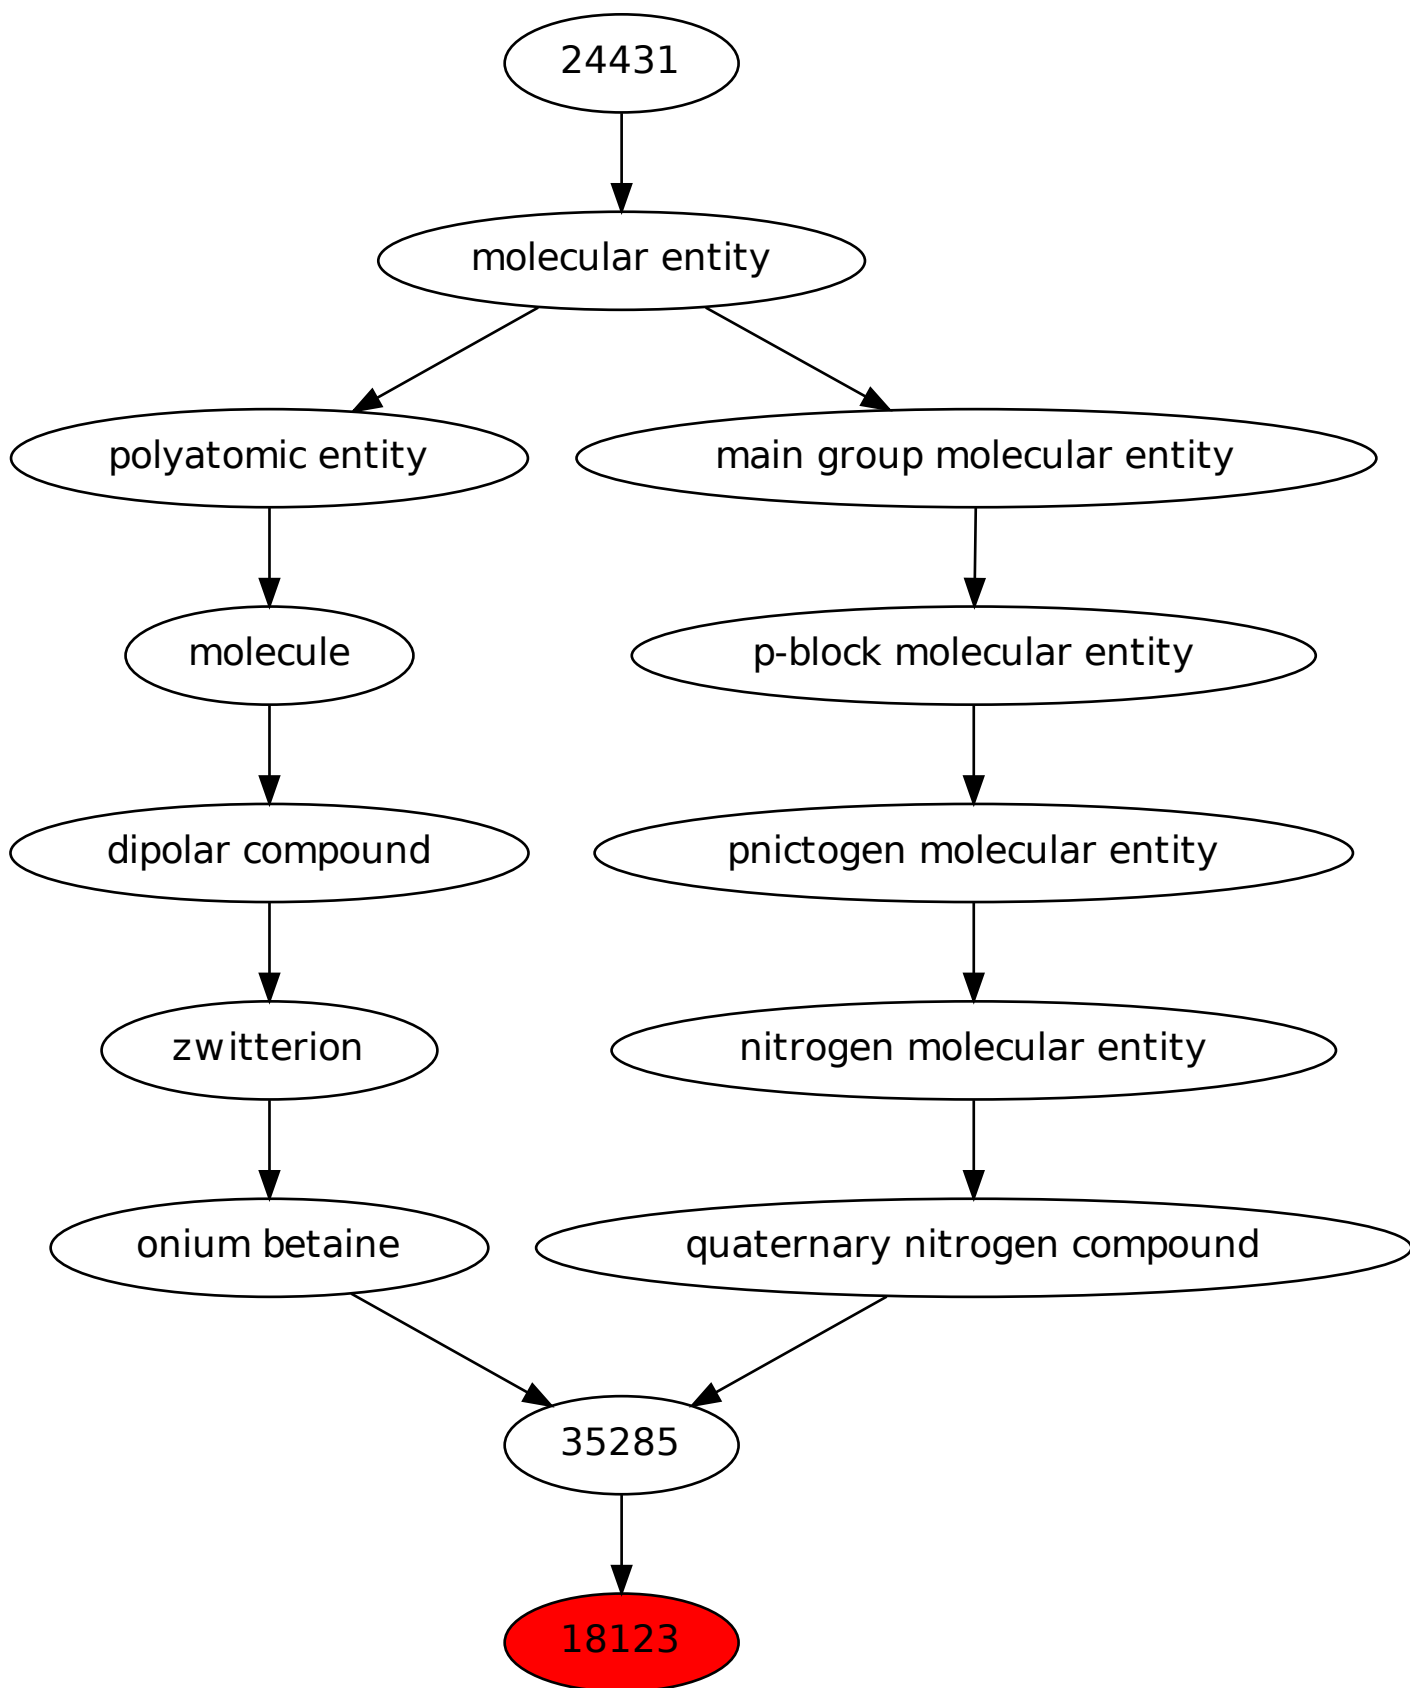 24431
molecular entity
polyatomic entity
main group molecular entity
molecule
p-block molecular entity
dipolar compound
pnictogen molecular entity
zwitterion
nitrogen molecular entity
onium betaine
quaternary nitrogen compound
35285
18123